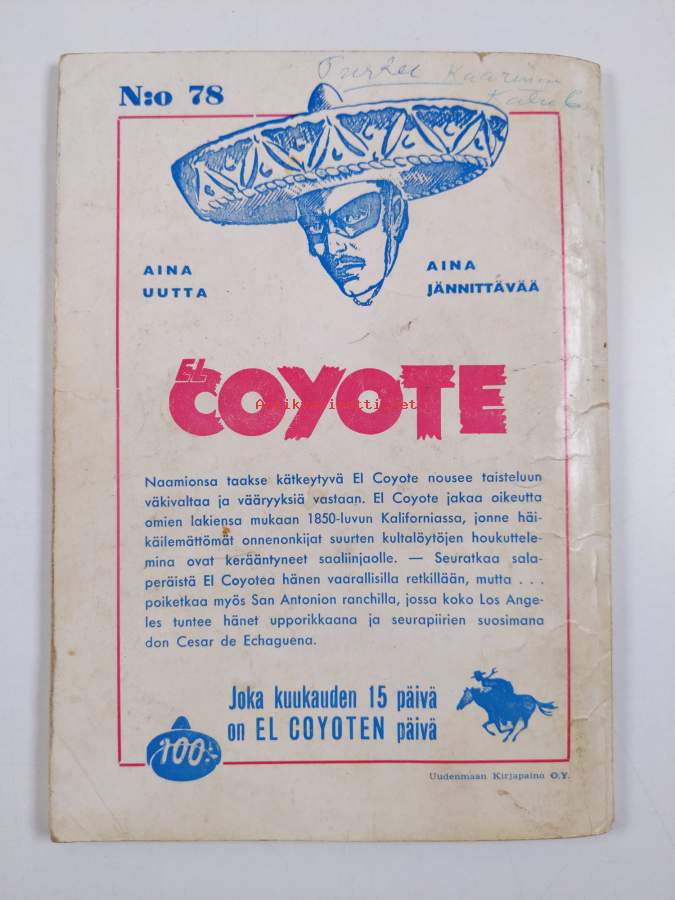 N:o 78
AINA
UUTTA
AINA
JÄNNITTÄVÄÄ
EL
COYOTE
Antikvariaatti.net
Naamionsa taakse kätkeytyvä El Coyote nousee taisteluun
väkivaltaa ja vääryyksiä vastaan. El Coyote jakaa oikeutta
omien lakiensa mukaan 1850-luvun Kaliforniassa, jonne häi-
käilemättömät onnenonkijat suurten kultalöytöjen houkuttele-
mina ovat kerääntyneet saaliinjaolle. — Seuratkaa sala-
peräistä El Coyotea hänen vaarallisilla retkillään, mutta . . .
poiketkaa myös San Antonion ranchilla, jossa koko Los Ange-
les tuntee hänet upporikkaana ja seurapiirien suosimana
don Cesar de Echaguena.
Joka kuukauden 15 päivä
on EL COYOTEN päivä
100:-
Uudenmaan Kirjapaino O.Y.